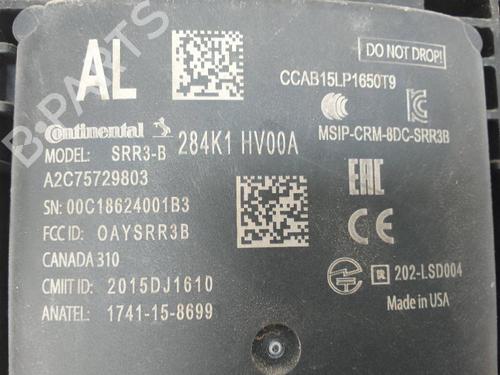 AL
DO NOT DROP!
CCAB15LP1650T9
MSIP-CRM-8DC-SRR3B
Continental
284K1 HV00A
MODEL: SRR3-B
A2C75729803
SN: 00C18624001B3
FCC ID: OAYSRR3B
CANADA 310
CMIIT ID: 2015DJ1610
ANATEL: 1741-15-8699
EAC
R 202-LSD004
Made in USA
B-PARTS